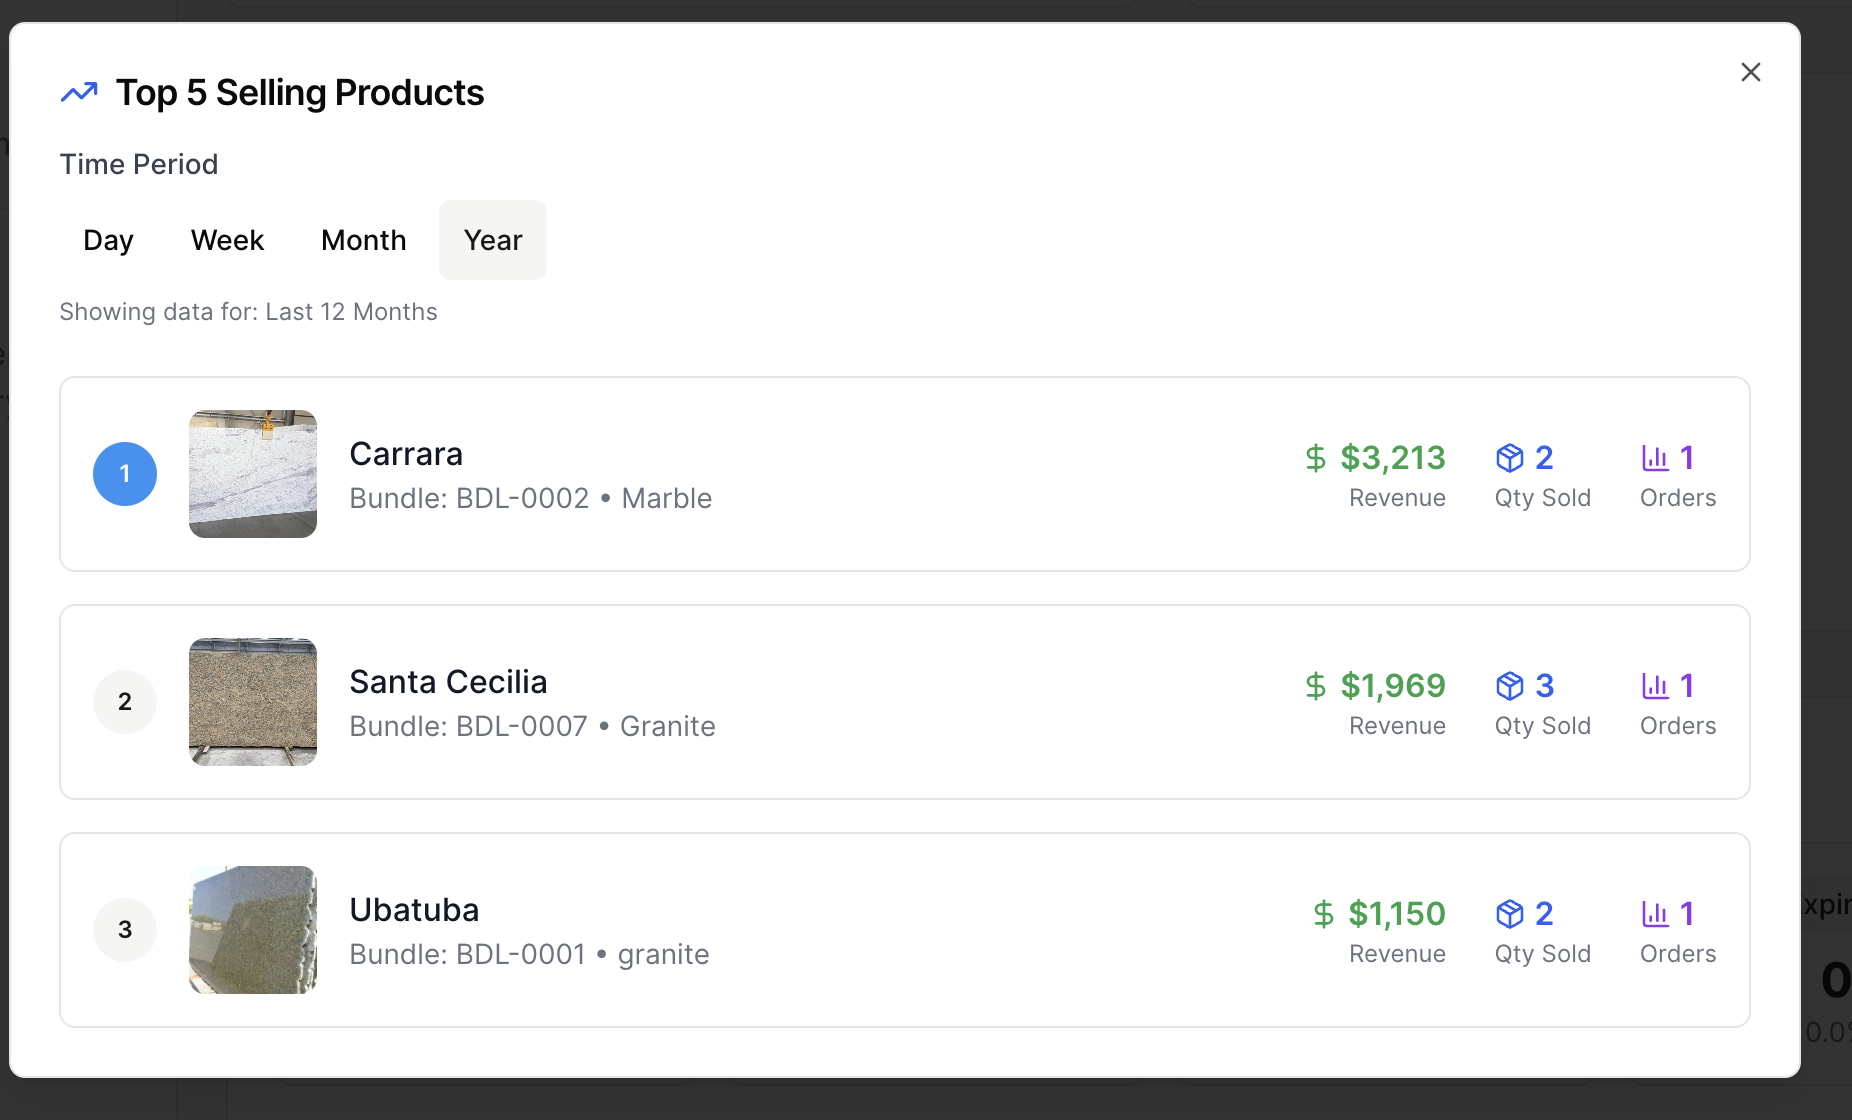 Top 5 Selling Products
Time Period
Day Week Month Year
Showing data for: Last 12 Months
1
Carrara
Bundle: BDL-0002 • Marble
$ $3,213
Revenue
2
Qty Sold
1
Orders
2
Santa Cecilia
Bundle: BDL-0007 • Granite
$ $1,969
Revenue
3
Qty Sold
1
Orders
3
Ubatuba
Bundle: BDL-0001 • granite
$ $1,150
Revenue
2
Qty Sold
1
Orders
xpir
0
0.0%